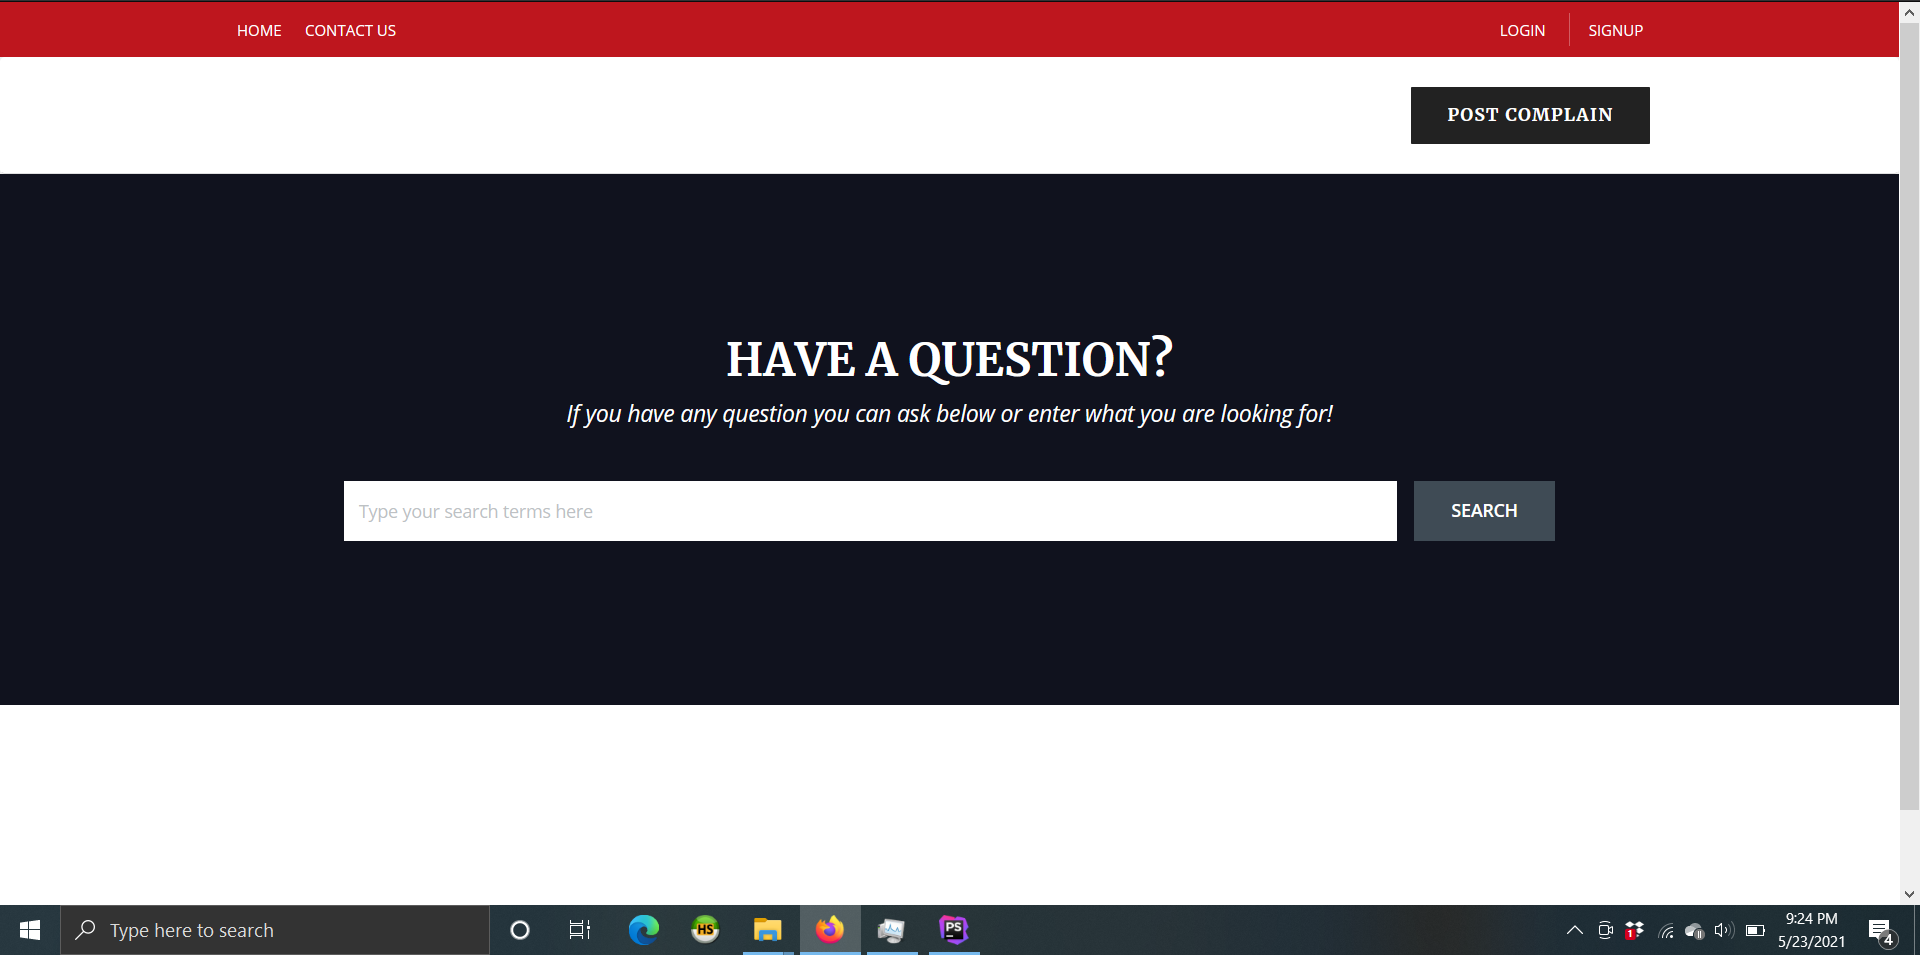 HOME CONTACT US LOGIN SIGNUP
POST COMPLAIN
HAVE A QUESTION?
If you have any question you can ask below or enter what you are looking for!
Type your search terms here SEARCH
Type here to search HS PS 1 9:24 PM
5/23/2021 4